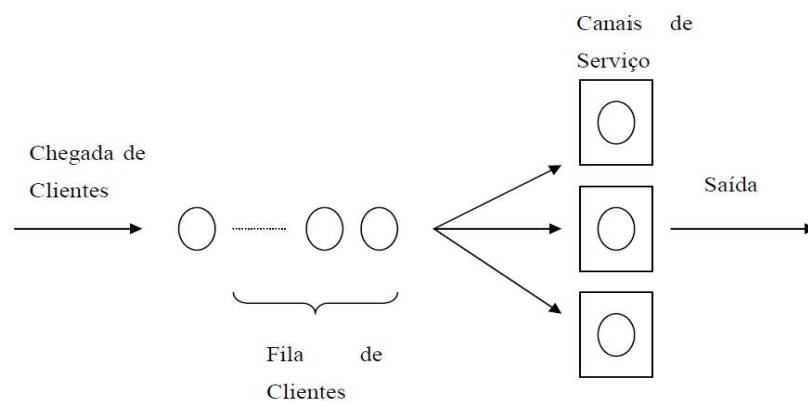 Canais de
Serviço
Chegada de
Clientes
Saída
Fila de
Clientes